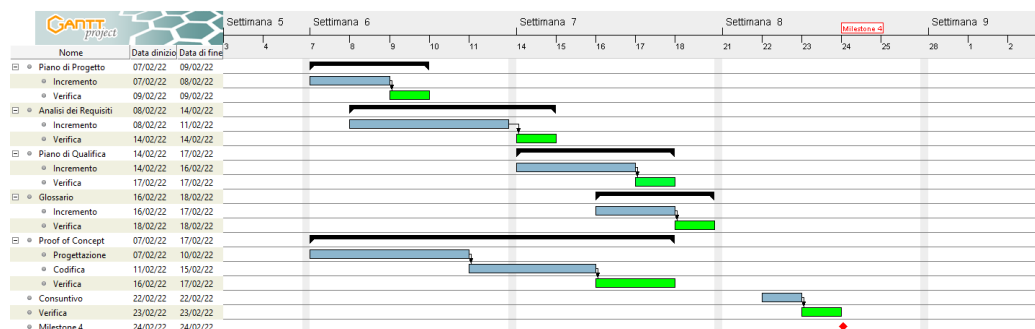 GANTT
project
Settimana 5 Settimana 6 Settimana 7 Settimana 8 Settimana 9
Milestone 4
3 4 7 8 9 10 11 14 15 16 17 18 21 22 23 24 25 28 1 2
Nome Data dinizio Data di fine
Piano di Progetto 07/02/22 09/02/22
Incremento 07/02/22 08/02/22
Verifica 09/02/22 09/02/22
Analisi dei Requisiti 08/02/22 14/02/22
Incremento 08/02/22 11/02/22
Verifica 14/02/22 14/02/22
Piano di Qualifica 14/02/22 17/02/22
Incremento 14/02/22 16/02/22
Verifica 17/02/22 17/02/22
Glossario 16/02/22 18/02/22
Incremento 16/02/22 17/02/22
Verifica 18/02/22 18/02/22
Proof of Concept 07/02/22 17/02/22
Progettazione 07/02/22 10/02/22
Codifica 11/02/22 15/02/22
Verifica 16/02/22 17/02/22
Consuntivo 22/02/22 22/02/22
Verifica 23/02/22 23/02/22
Milestone 4 24/02/22 24/02/22